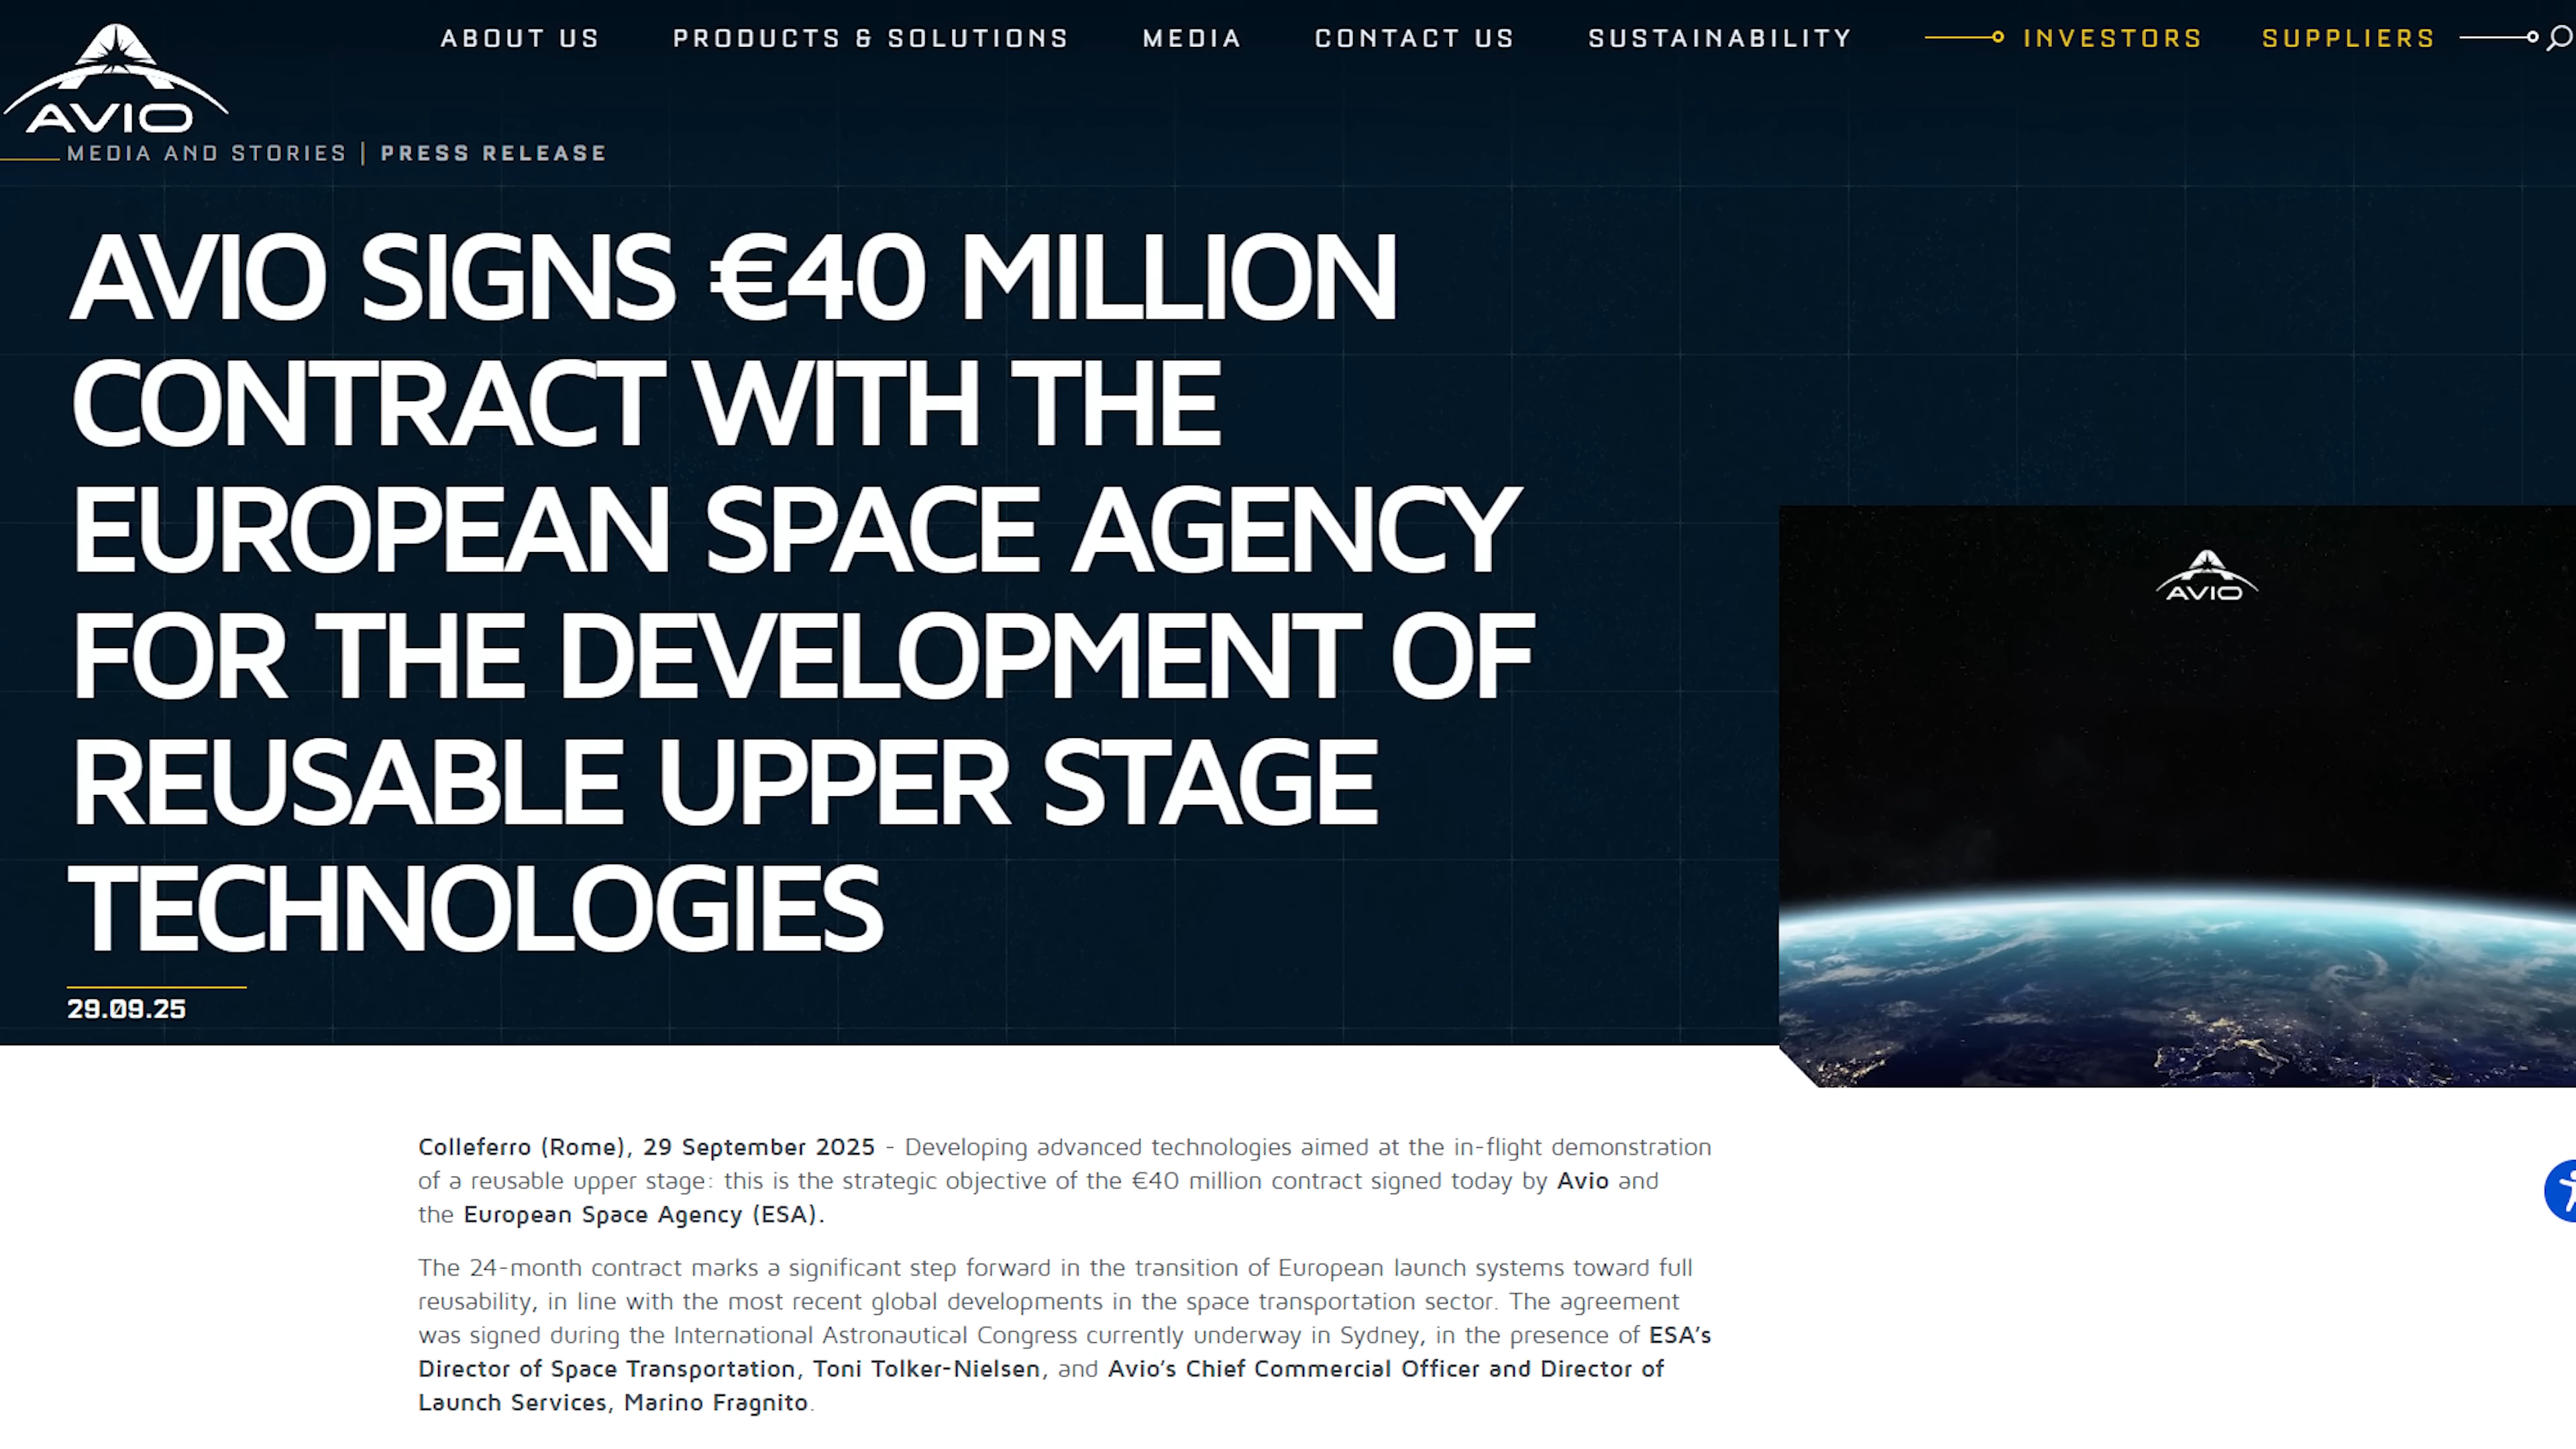 ABOUT US PRODUCTS & SOLUTIONS MEDIA CONTACT US SUSTAINABILITY INVESTORS SUPPLIERS
AVIO
MEDIA AND STORIES | PRESS RELEASE
AVIO SIGNS €40 MILLION
CONTRACT WITH THE
EUROPEAN SPACE AGENCY
FOR THE DEVELOPMENT OF
REUSABLE UPPER STAGE
TECHNOLOGIES
29.09.25
AVIO
Colleferro (Rome), 29 September 2025 - Developing advanced technologies aimed at the in-flight demonstration
of a reusable upper stage: this is the strategic objective of the €40 million contract signed today by Avio and
the European Space Agency (ESA).
The 24-month contract marks a significant step forward in the transition of European launch systems toward full
reusability, in line with the most recent global developments in the space transportation sector. The agreement
was signed during the International Astronautical Congress currently underway in Sydney, in the presence of ESA’s
Director of Space Transportation, Toni Tolker-Nielsen, and Avio’s Chief Commercial Officer and Director of
Launch Services, Marino Fragnito.